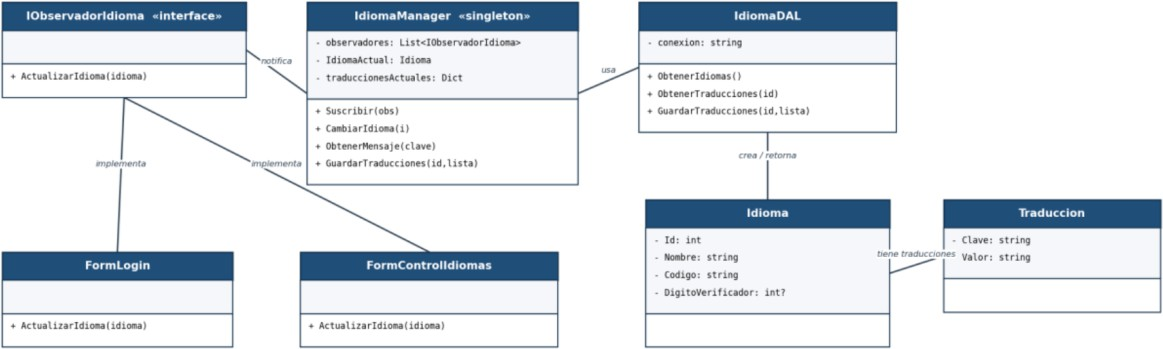 IObservadorIdioma «interface»
+ ActualizarIdioma(idioma)
notifica
IdiomaManager «singleton»
- observadores: List<IObservadorIdioma>
- IdiomaActual: Idioma
- traduccionesActuales: Dict
+ Suscribir(obs)
+ CambiarIdioma(i)
+ ObtenerMensaje(clave)
+ GuardarTraducciones(id,lista)
usa
IdiomaDAL
- conexion: string
+ ObtenerIdiomas()
+ ObtenerTraducciones(id)
+ GuardarTraducciones(id,lista)
implementa
implementa
crea / retorna
FormLogin
+ ActualizarIdioma(idioma)
FormControlIdiomas
+ ActualizarIdioma(idioma)
Idioma
- Id: int
- Nombre: string
- Codigo: string
- DigitoVerificador: int?
tiene traducciones
Traduccion
- Clave: string
Valor: string